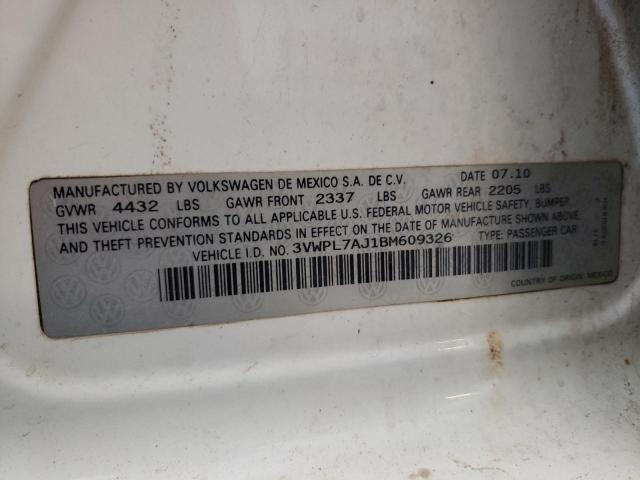 MANUFACTURED BY VOLKSWAGEN DE MEXICO S.A. DE C.V. DATE 07.10
GVWR 4432 LBS GAWR FRONT 2337 LBS GAWR REAR 2205 LBS
THIS VEHICLE CONFORMS TO ALL APPLICABLE U.S. FEDERAL MOTOR VEHICLE SAFETY, BUMPER,
AND THEFT PREVENTION STANDARDS IN EFFECT ON THE DATE OF MANUFACTURE SHOWN ABOVE.
VEHICLE I.D. NO. 3VWPL7AJ1BM609326 TYPE: PASSENGER CAR
COUNTRY OF ORIGIN: MEXICO